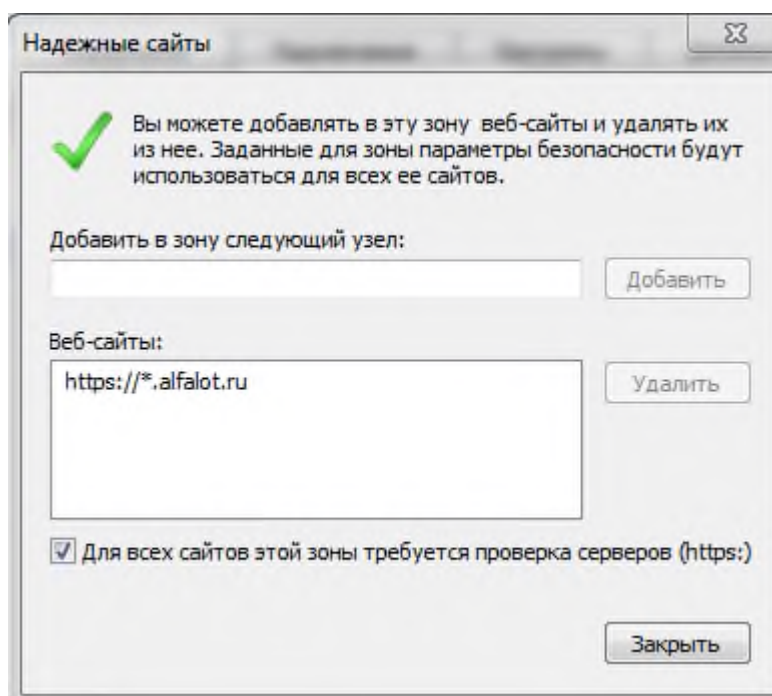 Надежные сайты
Вы можете добавлять в эту зону веб-сайты и удалять их
из нее. Заданные для зоны параметры безопасности будут
использоваться для всех ее сайтов.
Добавить в зону следующий узел:
Добавить
Веб-сайты:
https://*.alfalot.ru
Удалить
Для всех сайтов этой зоны требуется проверка серверов (https:)
Закрыть